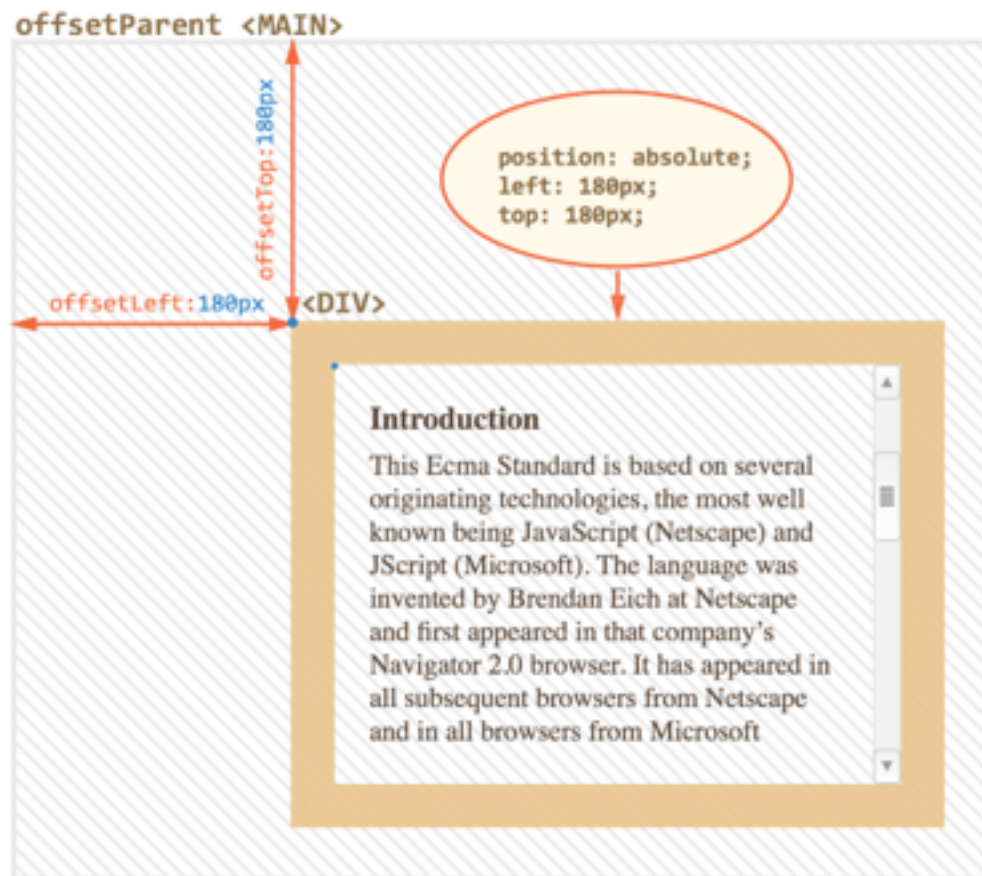 offsetParent <MAIN>
offsetTop:180px
position: absolute;
left: 180px;
top: 180px;
offsetLeft:180px
<DIV>
Introduction
This Ecma Standard is based on several
originating technologies, the most well
known being JavaScript (Netscape) and
JScript (Microsoft). The language was
invented by Brendan Eich at Netscape
and first appeared in that company’s
Navigator 2.0 browser. It has appeared in
all subsequent browsers from Netscape
and in all browsers from Microsoft